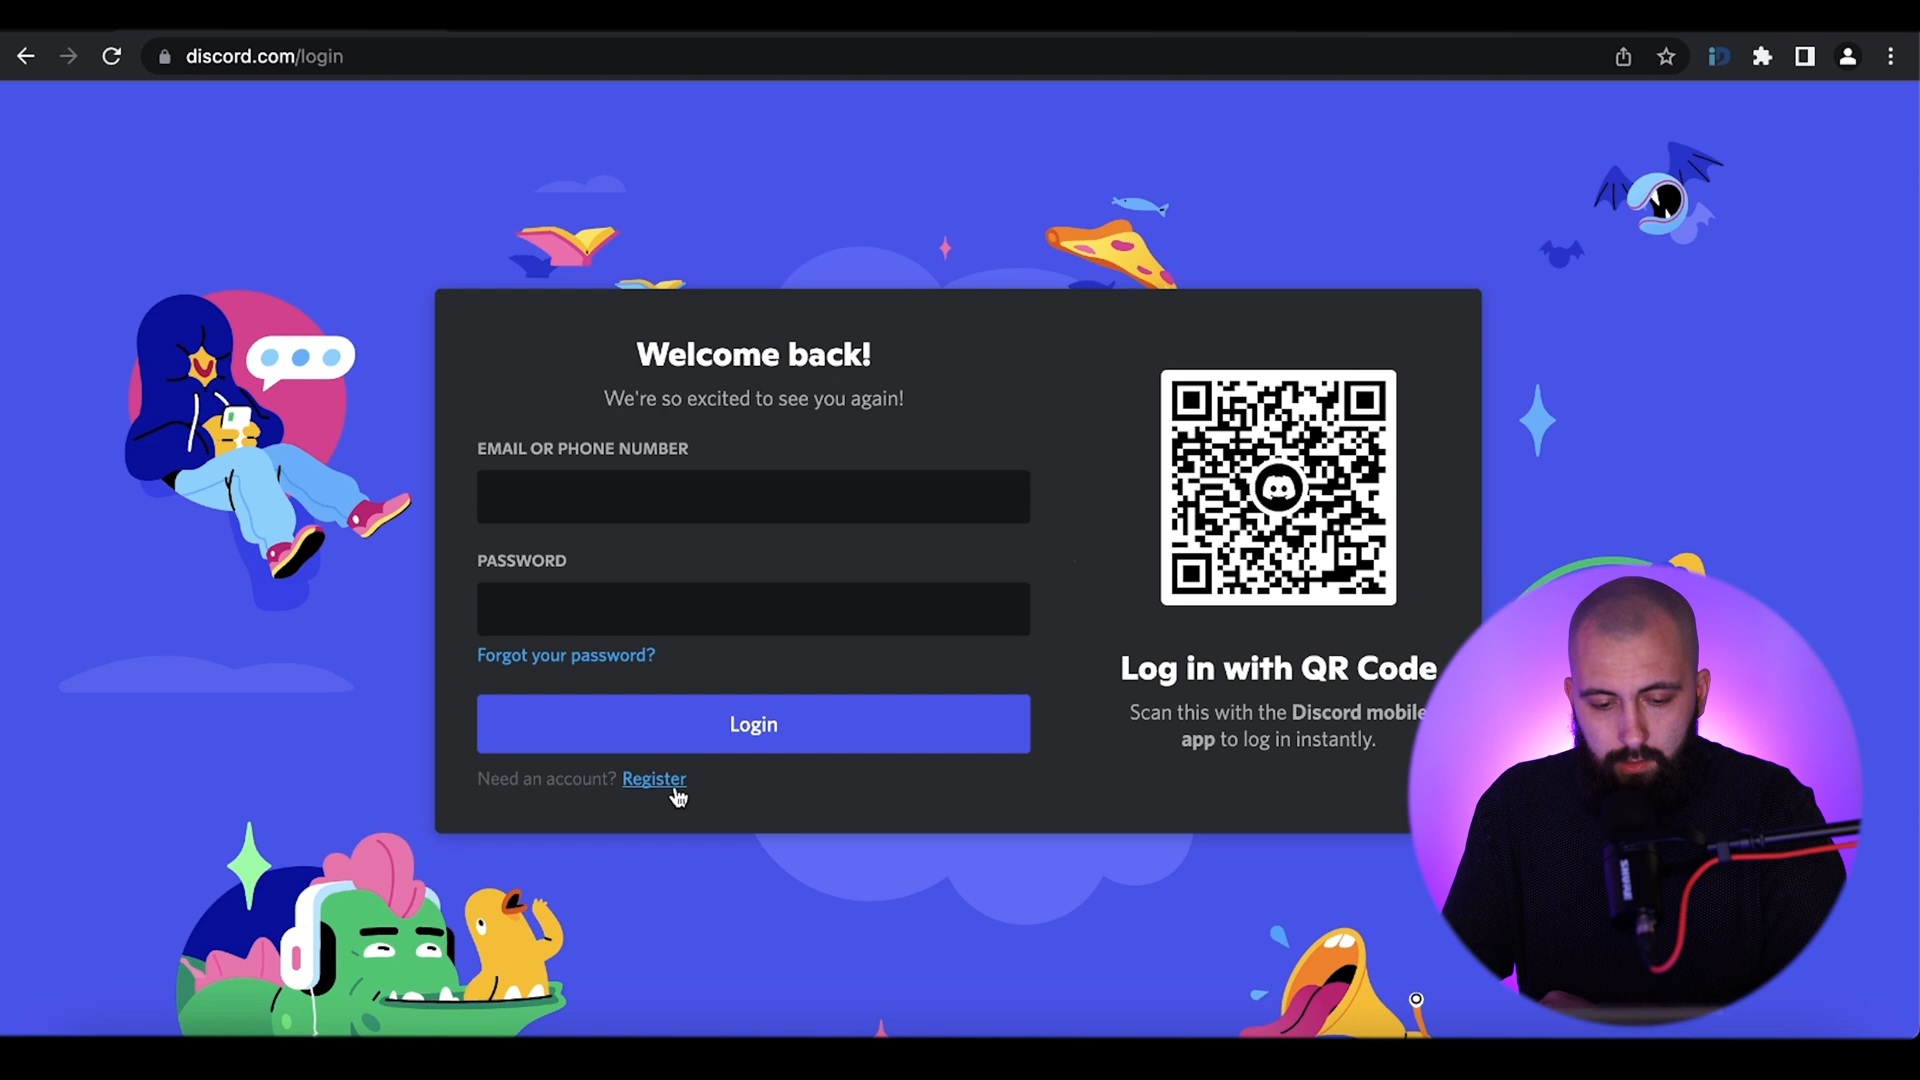 discord.com/login
Welcome back!
We're so excited to see you again!
EMAIL OR PHONE NUMBER
PASSWORD
Forgot your password?
Login
Need an account? Register
Log in with QR Code
Scan this with the Discord mobile
app to log in instantly.
SHURE